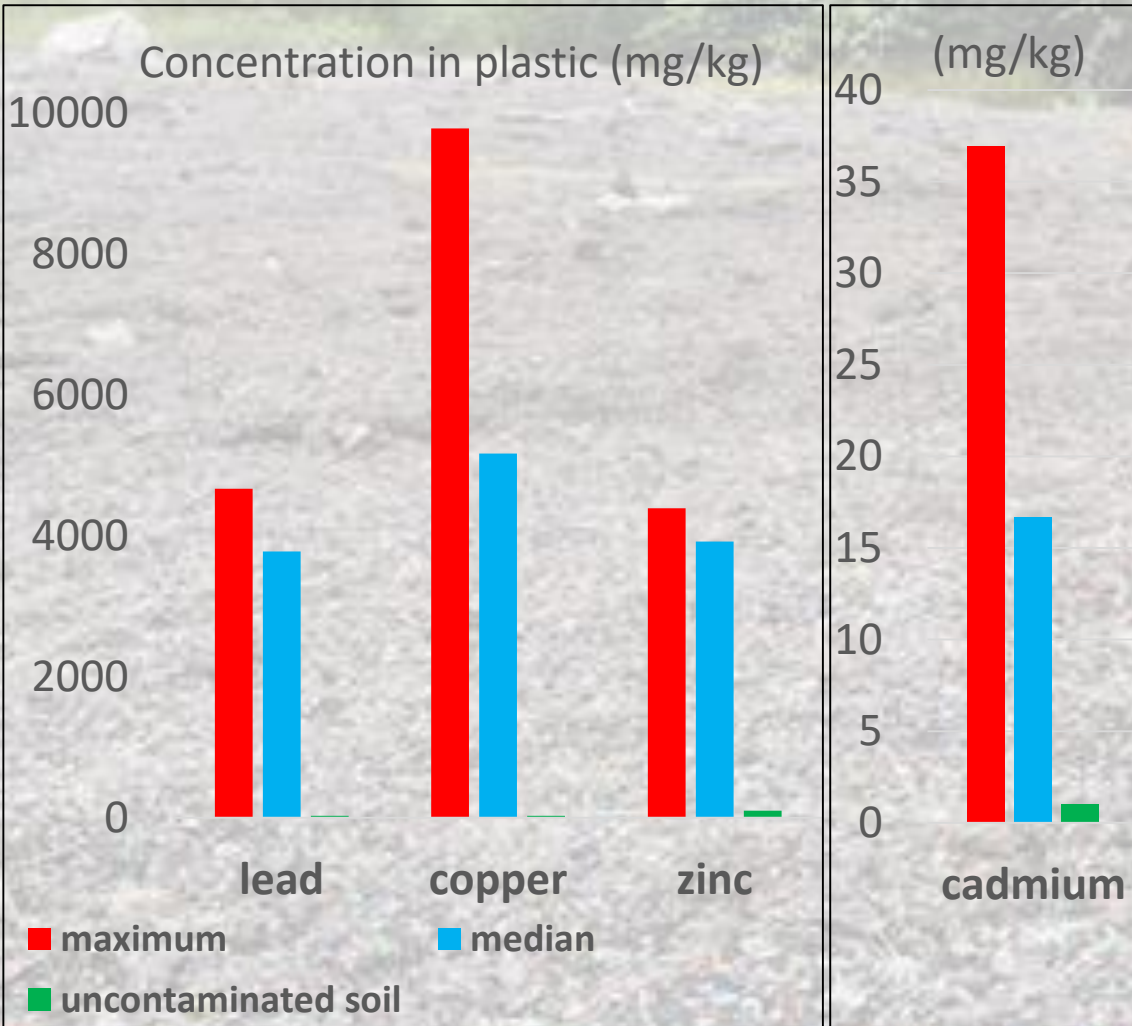 Concentration in plastic (mg/kg)
10000
8000
6000
4000
2000
0
lead copper zinc
maximum median
uncontaminated soil
(mg/kg)
40
35
30
25
20
15
10
5
0
cadmium